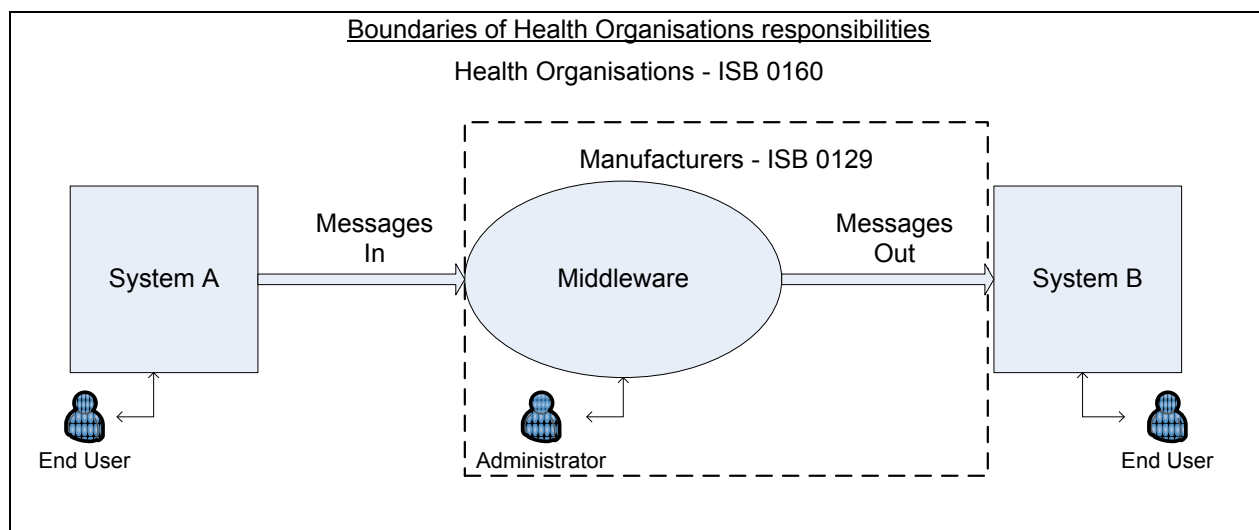 Boundaries of Health Organisations responsibilities
Health Organisations - ISB 0160
Manufacturers - ISB 0129
Messages
In
Messages
Out
System A
Middleware
System B
End User
Administrator
End User